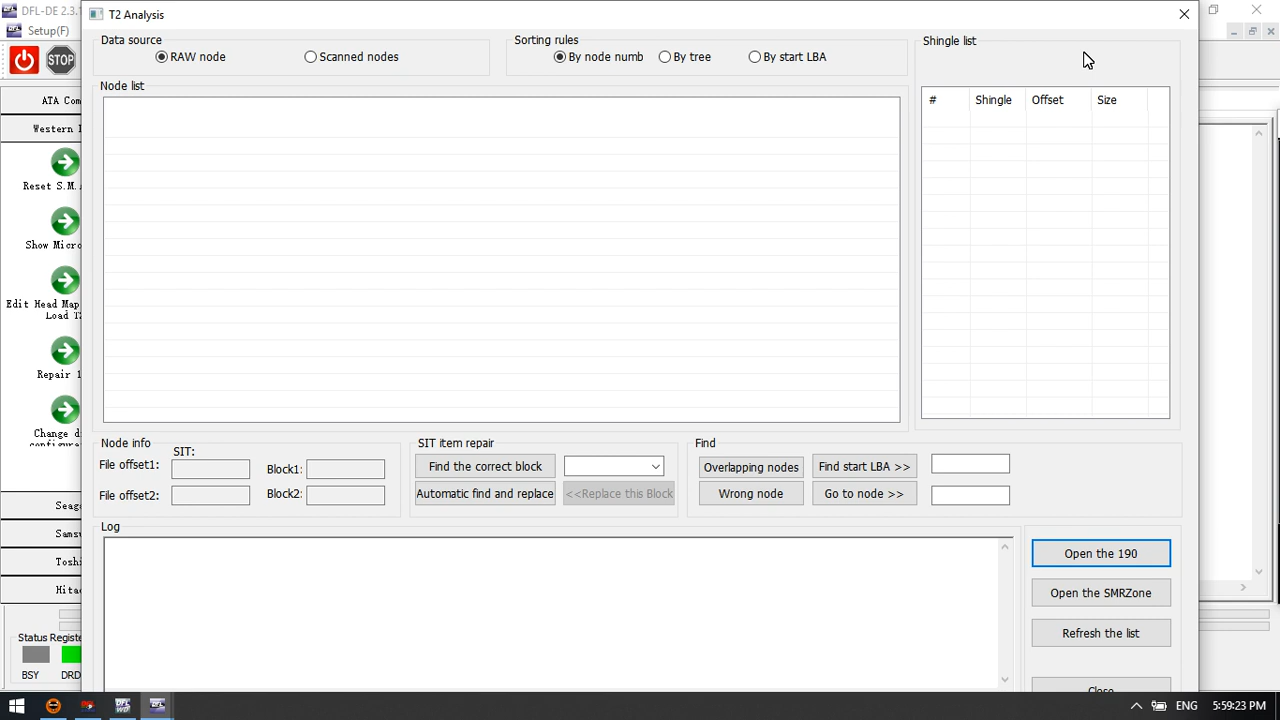 DFL-DE 2.3.
T2 Analysis
Setup(F)
STOP
ATA Com
Western
Reset S.M.
Show Micro
Edit Head Map
Load T
Repair 1
Change d
configura
Seag
Sams
Toshi
Hita
Status Registe
BSY
DRD
Data source
RAW node
Scanned nodes
Sorting rules
By node numb
By tree
By start LBA
Shingle list
Node list
# Shingle Offset Size
Node info
SIT:
File offset1:
Block1:
File offset2:
Block2:
SIT item repair
Find the correct block
Automatic find and replace
<<Replace this Block
Find
Overlapping nodes
Find start LBA >>
Wrong node
Go to node >>
Log
Open the 190
Open the SMRZone
Refresh the list
Close
ENG
5:59:23 PM